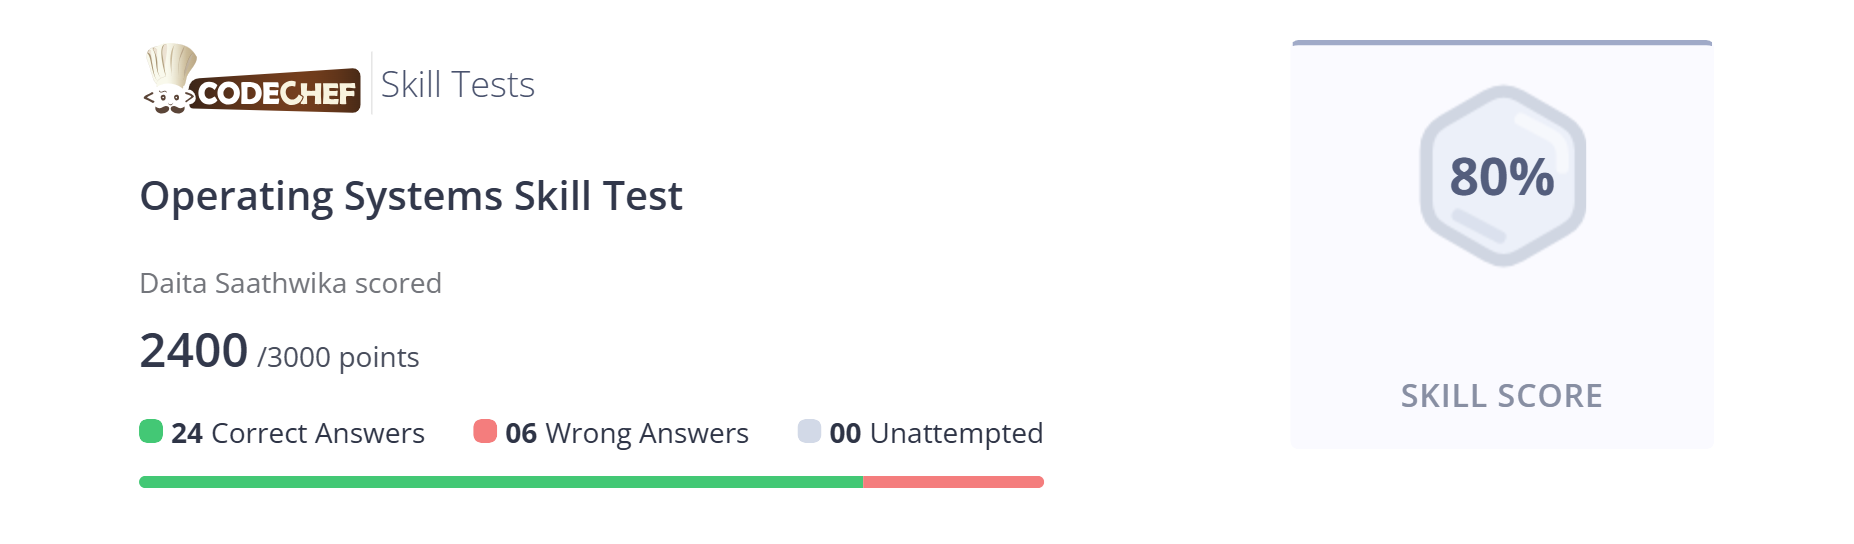 CODECHEF Skill Tests
Operating Systems Skill Test
Daita Saathwika scored
2400 /3000 points
24 Correct Answers 06 Wrong Answers 00 Unattempted
80%
SKILL SCORE